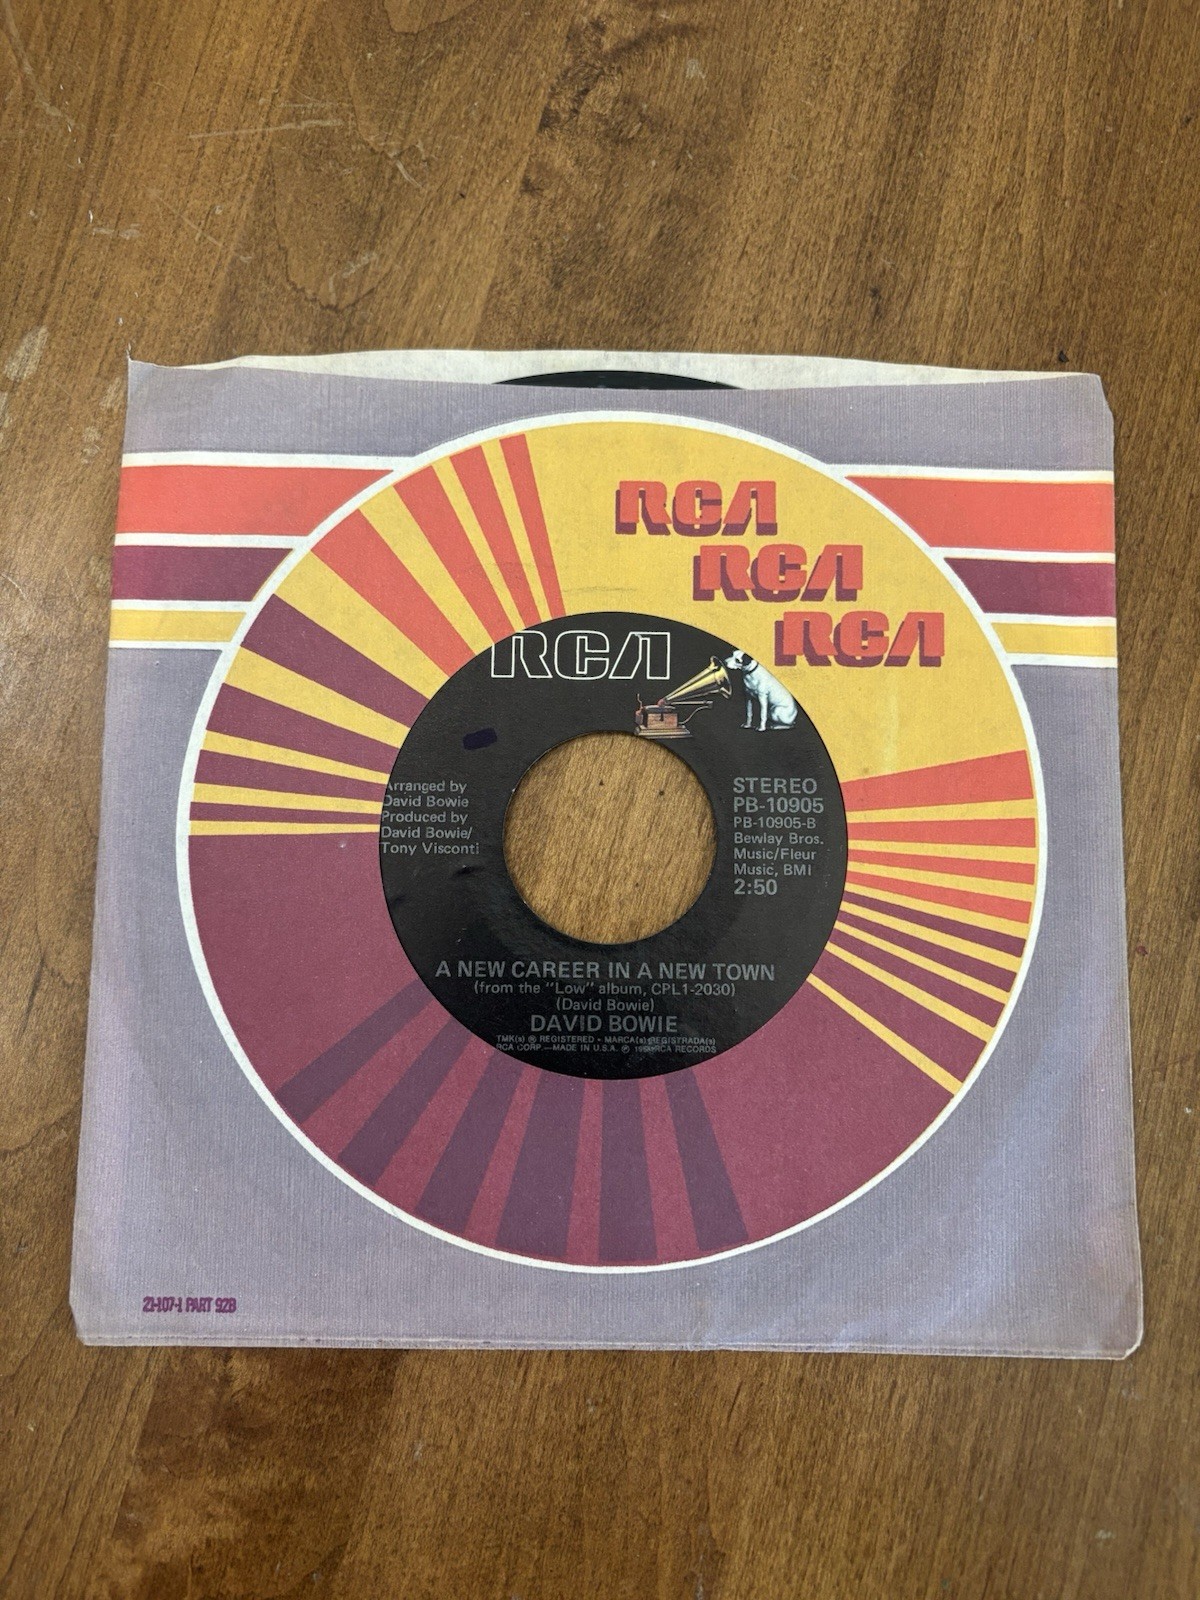 RCA
RCA
RCA
RCA
Arranged by
David Bowie
Produced by
David Bowie/
Tony Visconti
STEREO
PB-10905
PB-10905-B
Bewlay Bros.
Music/Fleur
Music, BMI
2:50
A NEW CAREER IN A NEW TOWN
(from the "Low" album, CPL1-2030)
(David Bowie)
DAVID BOWIE
TMK(s) ® REGISTERED • MARCA(s) REGISTRADA(s)
RCA CORP.—MADE IN U.S.A. ℗ RCA RECORDS
21-107-1 PART 92B